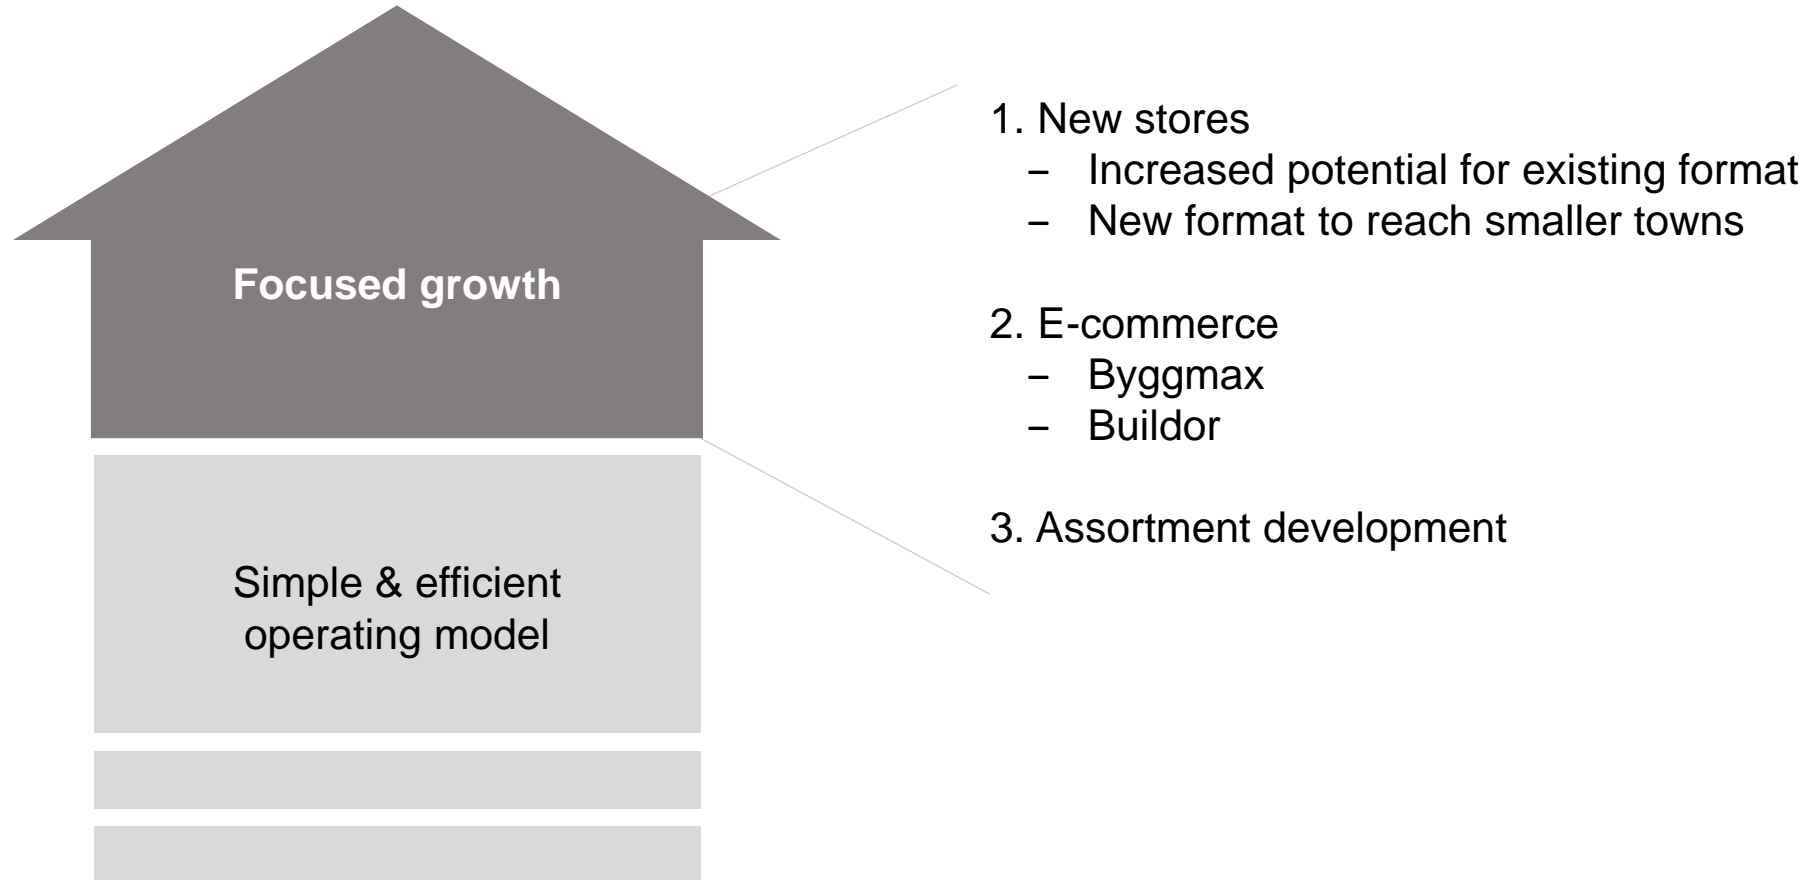 Focused growth
Simple & efficient
operating model
1. New stores
– Increased potential for existing format
– New format to reach smaller towns
2. E-commerce
– Byggmax
– Buildor
3. Assortment development